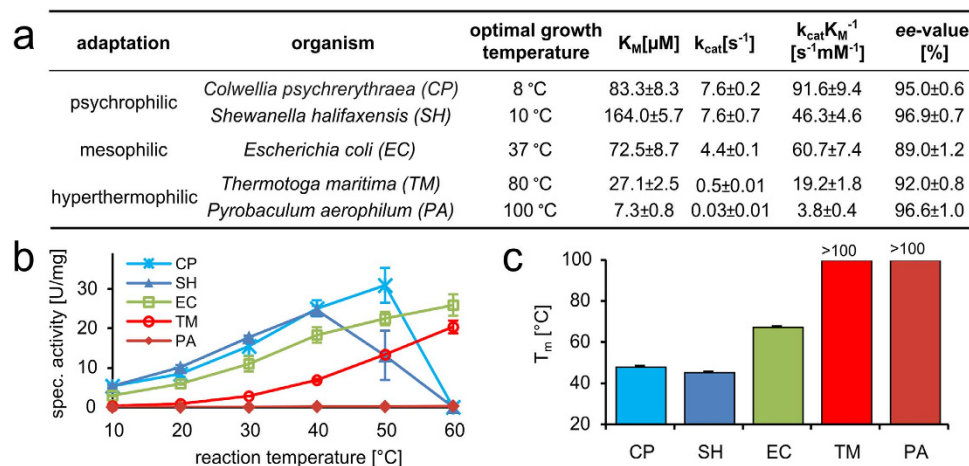 a
adaptation organism optimal growth temperature K_M[µM] k_cat[s⁻¹] k_catK_M⁻¹ [s⁻¹mM⁻¹] ee-value [%]
psychrophilic Colwellia psychrerythraea (CP) 8 °C 83.3±8.3 7.6±0.2 91.6±9.4 95.0±0.6
Shewanella halifaxensis (SH) 10 °C 164.0±5.7 7.6±0.7 46.3±4.6 96.9±0.7
mesophilic Escherichia coli (EC) 37 °C 72.5±8.7 4.4±0.1 60.7±7.4 89.0±1.2
hyperthermophilic Thermotoga maritima (TM) 80 °C 27.1±2.5 0.5±0.01 19.2±1.8 92.0±0.8
Pyrobaculum aerophilum (PA) 100 °C 7.3±0.8 0.03±0.01 3.8±0.4 96.6±1.0
b
spec. activity [U/mg]
30
20
10
0
CP
SH
EC
TM
PA
10 20 30 40 50 60
reaction temperature [°C]
c
T_m [°C]
100
80
60
40
20
>100 >100
CP SH EC TM PA